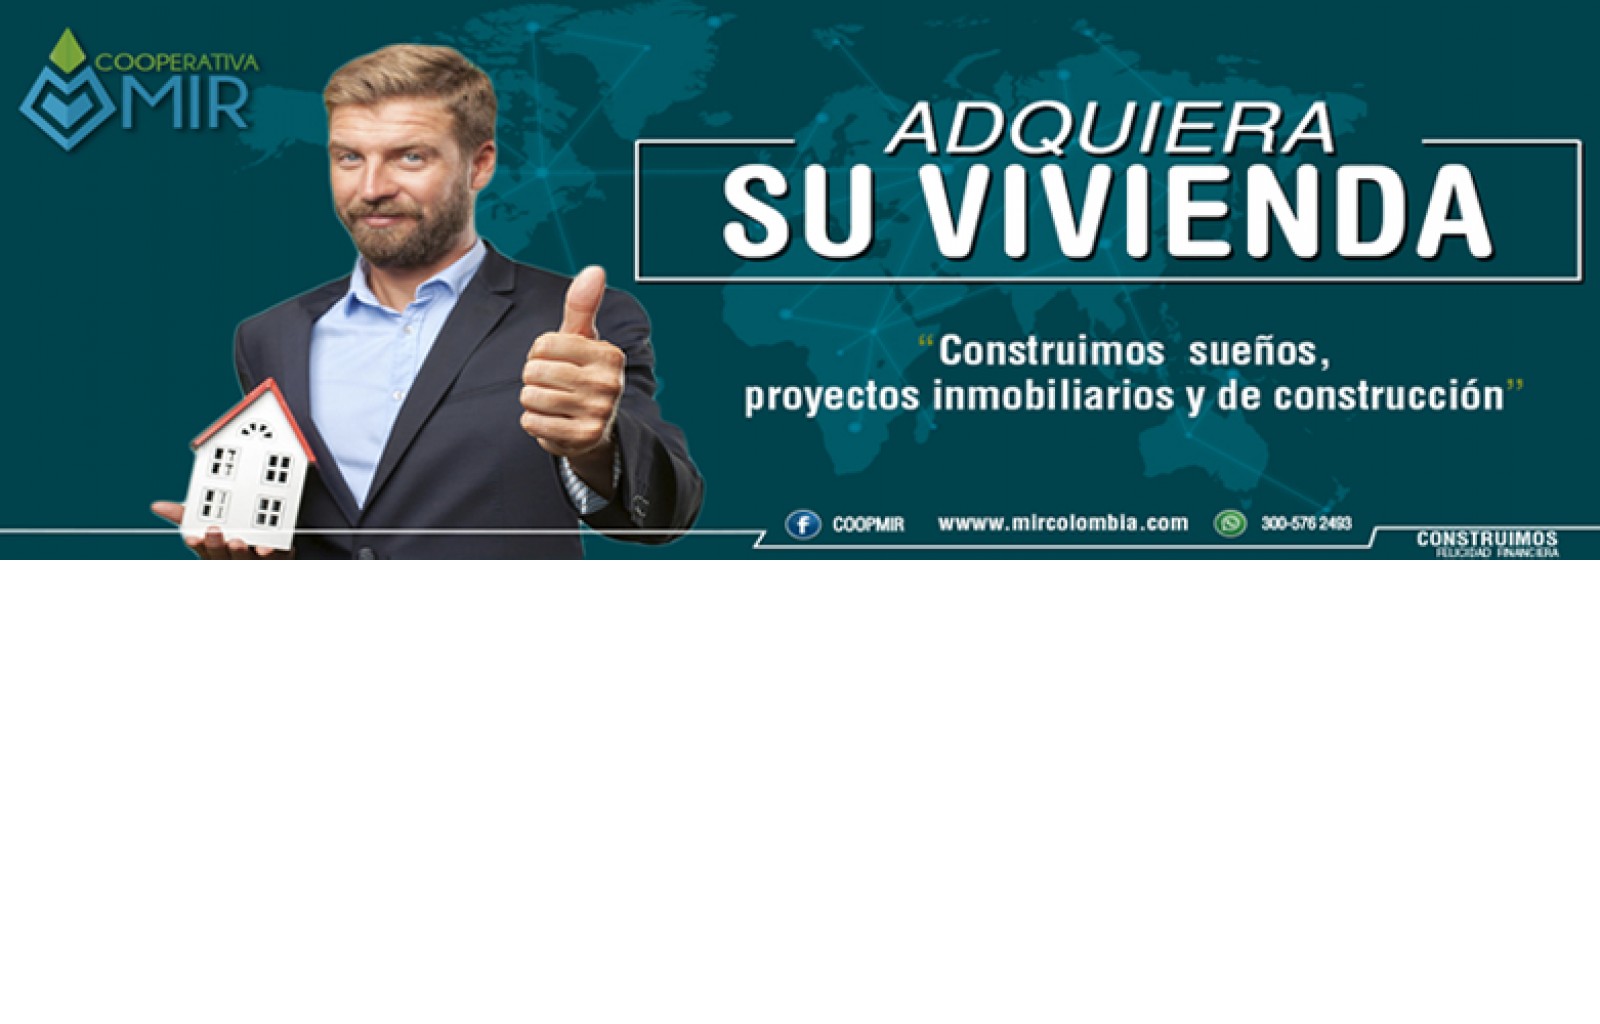 COOPERATIVA
MIR
ADQUIERA
SU VIVIENDA
“Construimos sueños,
proyectos inmobiliarios y de construcción”
COOPMIR www.mircolombia.com 300-576 2493
CONSTRUIMOS
FELICIDAD FINANCIERA